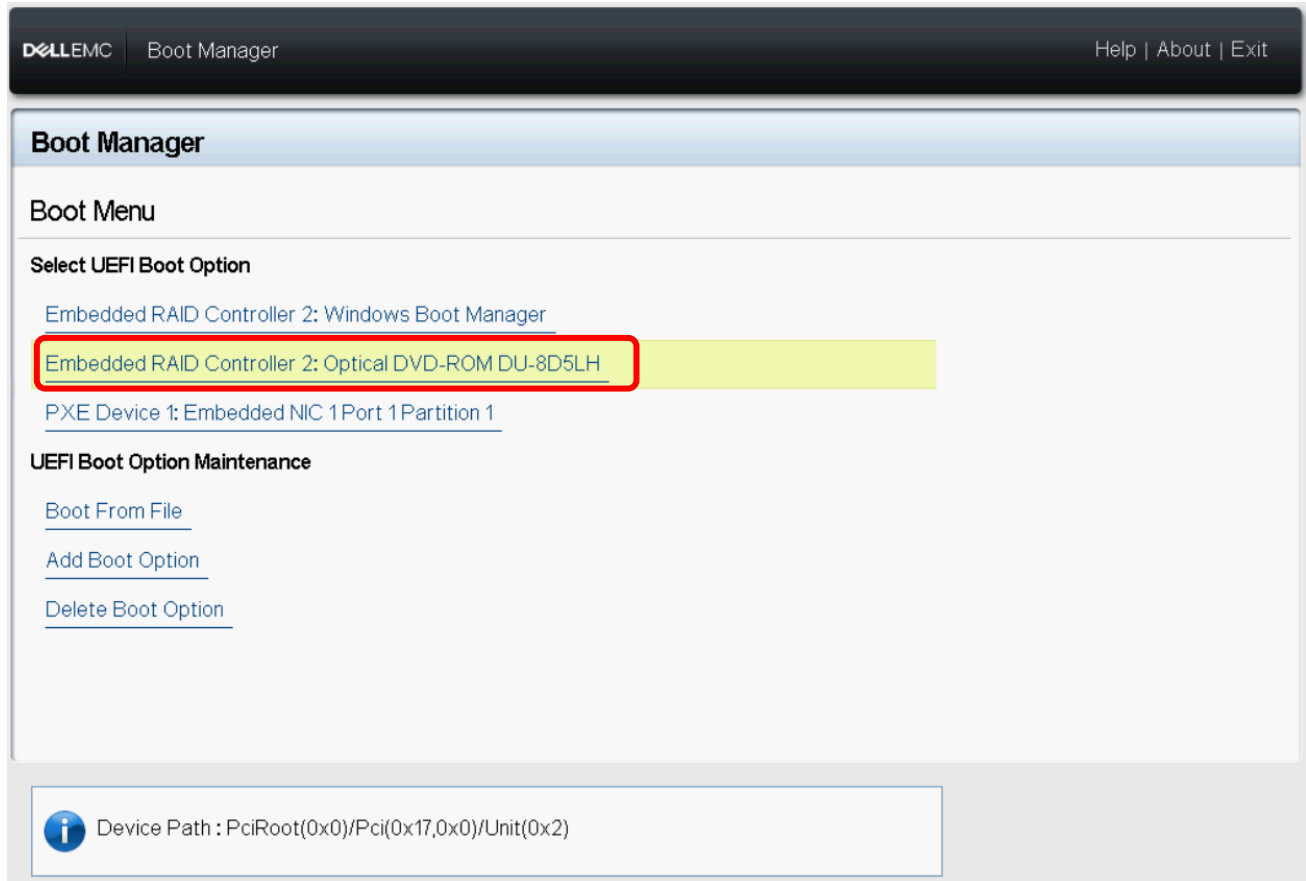 DELLEMC Boot Manager Help | About | Exit
Boot Manager
Boot Menu
Select UEFI Boot Option
Embedded RAID Controller 2: Windows Boot Manager
Embedded RAID Controller 2: Optical DVD-ROM DU-8D5LH
PXE Device 1: Embedded NIC 1 Port 1 Partition 1
UEFI Boot Option Maintenance
Boot From File
Add Boot Option
Delete Boot Option
Device Path : PciRoot(0x0)/Pci(0x17,0x0)/Unit(0x2)